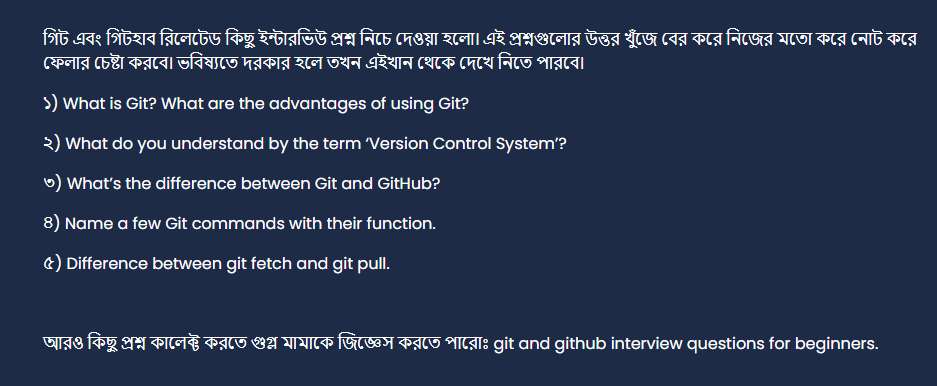 গিট এবং গিটহাব রিলেটেড কিছু ইন্টারভিউ প্রশ্ন নিচে দেওয়া হলো। এই প্রশ্নগুলোর উত্তর খুঁজে বের করে নিজের মতো করে নোট করে
ফেলার চেষ্টা করবে। ভবিষ্যতে দরকার হলে তখন এইখান থেকে দেখে নিতে পারবে।
১) What is Git? What are the advantages of using Git?
২) What do you understand by the term ‘Version Control System’?
৩) What’s the difference between Git and GitHub?
৪) Name a few Git commands with their function.
৫) Difference between git fetch and git pull.
আরও কিছু প্রশ্ন কালেক্ট করতে গুগল মামাকে জিজ্ঞেস করতে পারোঃ git and github interview questions for beginners.